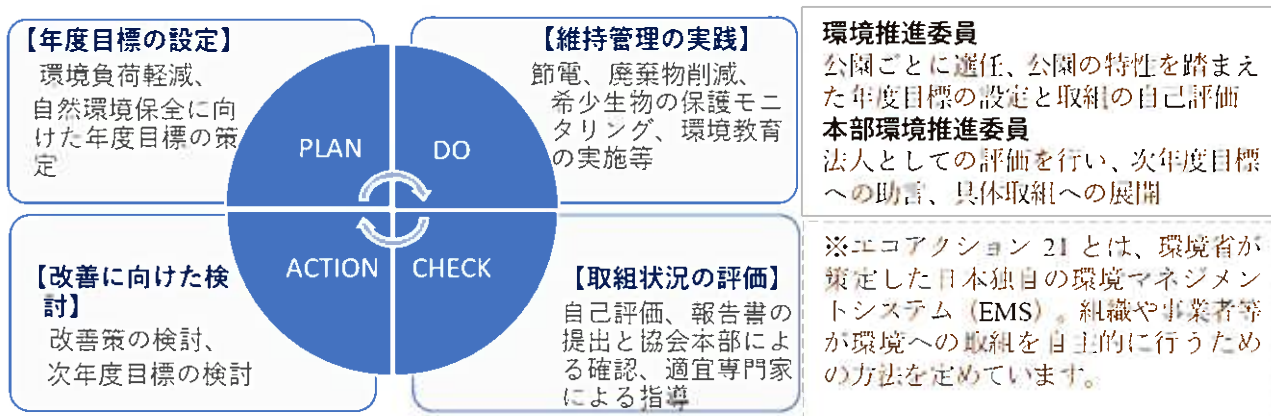 【年度目標の設定】
環境負荷軽減、
自然環境保全に向
けた年度目標の策
定
PLAN
【維持管理の実践】
節電、廃棄物削減、
希少生物の保護モニ
タリング、環境教育
の実施等
DO
【改善に向けた検
討】
改善策の検討、
次年度目標の検討
ACTION
【取組状況の評価】
自己評価、報告書の
提出と協会本部によ
る確認、適宜専門家
による指導
CHECK
環境推進委員
公園ごとに選任、公園の特性を踏まえ
た年度目標の設定と取組の自己評価
本部環境推進委員
法人としての評価を行い、次年度目標
への助言、具体取組への展開
※エコアクション 21 とは、環境省が
策定した日本独自の環境マネジメン
トシステム（EMS）。組織や事業者等
が環境への取組を自主的に行うため
の方法を定めています。